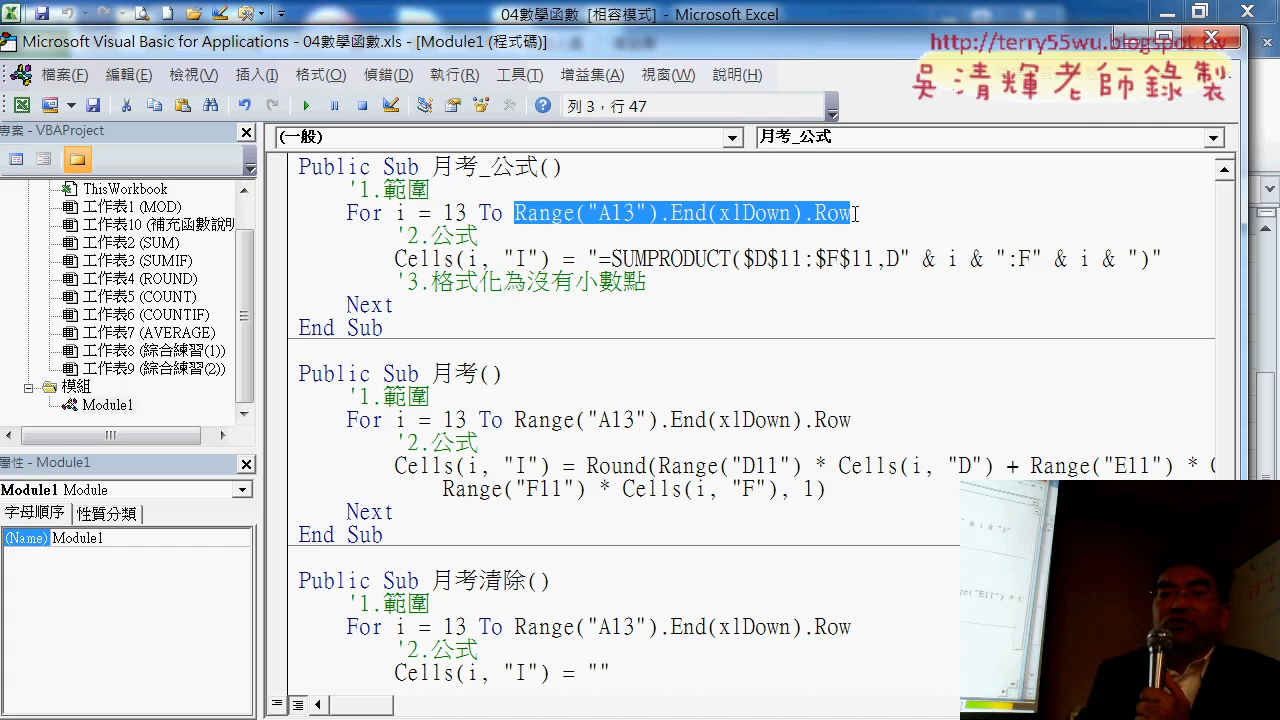 04數學函數 [相容模式] - Microsoft Excel
Microsoft Visual Basic for Applications - 04數學函數.xls - [Module1 (程式碼)]
http://terry55wu.blogspot.tw
吳清輝老師錄製
檔案(F) 編輯(E) 檢視(V) 插入(I) 格式(O) 偵錯(D) 執行(R) 工具(T) 增益集(A) 視窗(W) 說明(H)
列 3，行 47
專案 - VBAProject
ThisWorkbook
工作表1 (MOD)
工作表10 (補充函數說明
工作表2 (SUM)
工作表3 (SUMIF)
工作表4 (ROUND)
工作表5 (COUNT)
工作表6 (COUNTIF)
工作表7 (AVERAGE)
工作表8 (綜合練習(1))
工作表9 (綜合練習(2))
模組
Module1
屬性 - Module1
Module1 Module
字母順序 性質分類
(Name) Module1
(一般) 月考_公式
Public Sub 月考_公式()
'1.範圍
For i = 13 To Range("A13").End(xlDown).Row
'2.公式
Cells(i, "I") = "=SUMPRODUCT($D$11:$F$11,D" & i & ":F" & i & ")"
'3.格式化為沒有小數點
Next
End Sub
Public Sub 月考()
'1.範圍
For i = 13 To Range("A13").End(xlDown).Row
'2.公式
Cells(i, "I") = Round(Range("D11") * Cells(i, "D") + Range("E11") * C
Range("F11") * Cells(i, "F"), 1)
Next
End Sub
Public Sub 月考清除()
'1.範圍
For i = 13 To Range("A13").End(xlDown).Row
'2.公式
Cells(i, "I") = ""